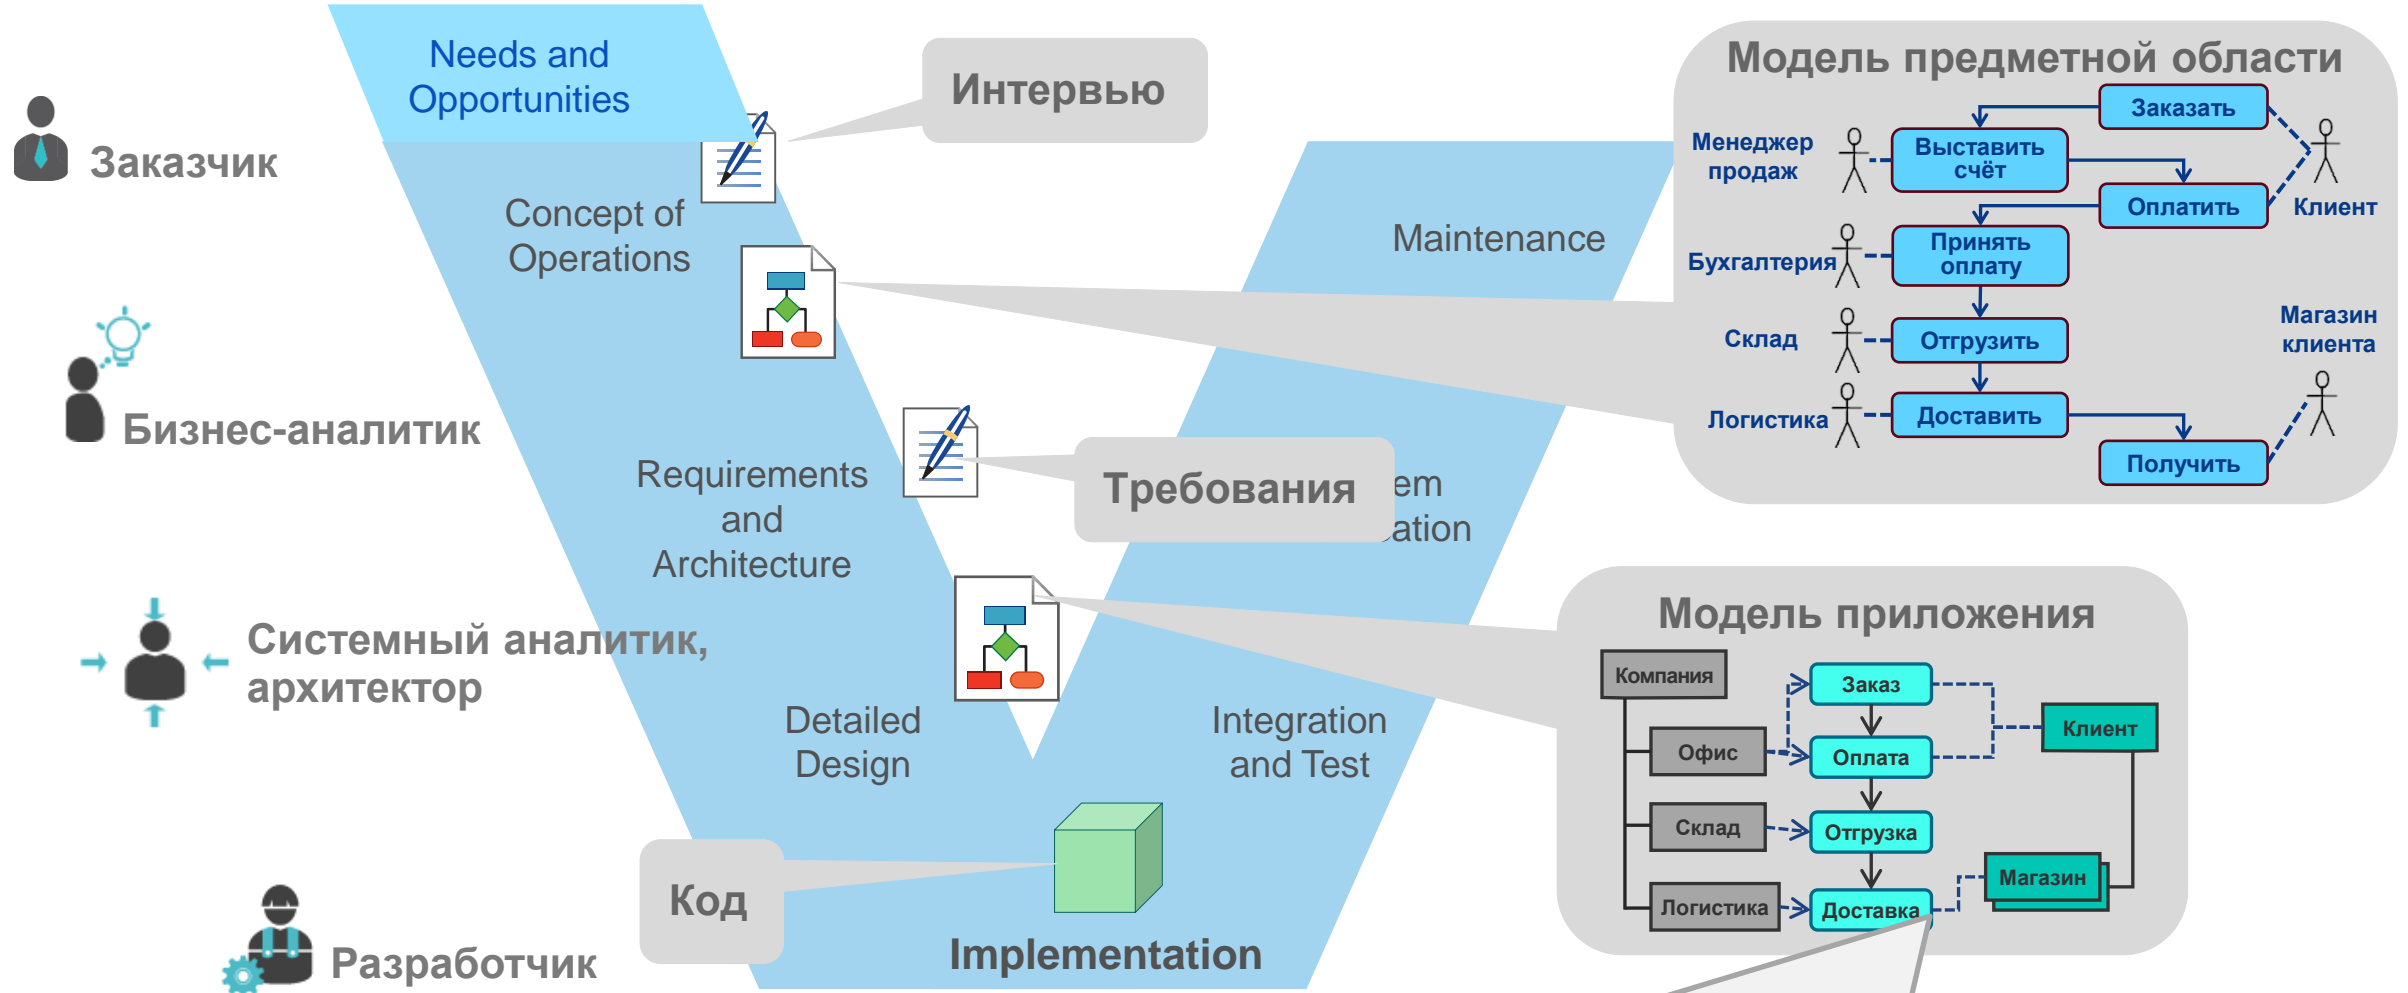 Needs and
Opportunities
Интервью
Заказчик
Concept of
Operations
Maintenance
Бизнес-аналитик
Requirements
and
Architecture
Требования
em
ation
Системный аналитик,
архитектор
Detailed
Design
Integration
and Test
Код
Implementation
Разработчик
Модель предметной области
Заказать
Менеджер
продаж
Выставить
счёт
Оплатить
Клиент
Бухгалтерия
Принять
оплату
Склад
Отгрузить
Магазин
клиента
Логистика
Доставить
Получить
Модель приложения
Компания
Заказ
Клиент
Офис
Оплата
Склад
Отгрузка
Магазин
Логистика
Доставка